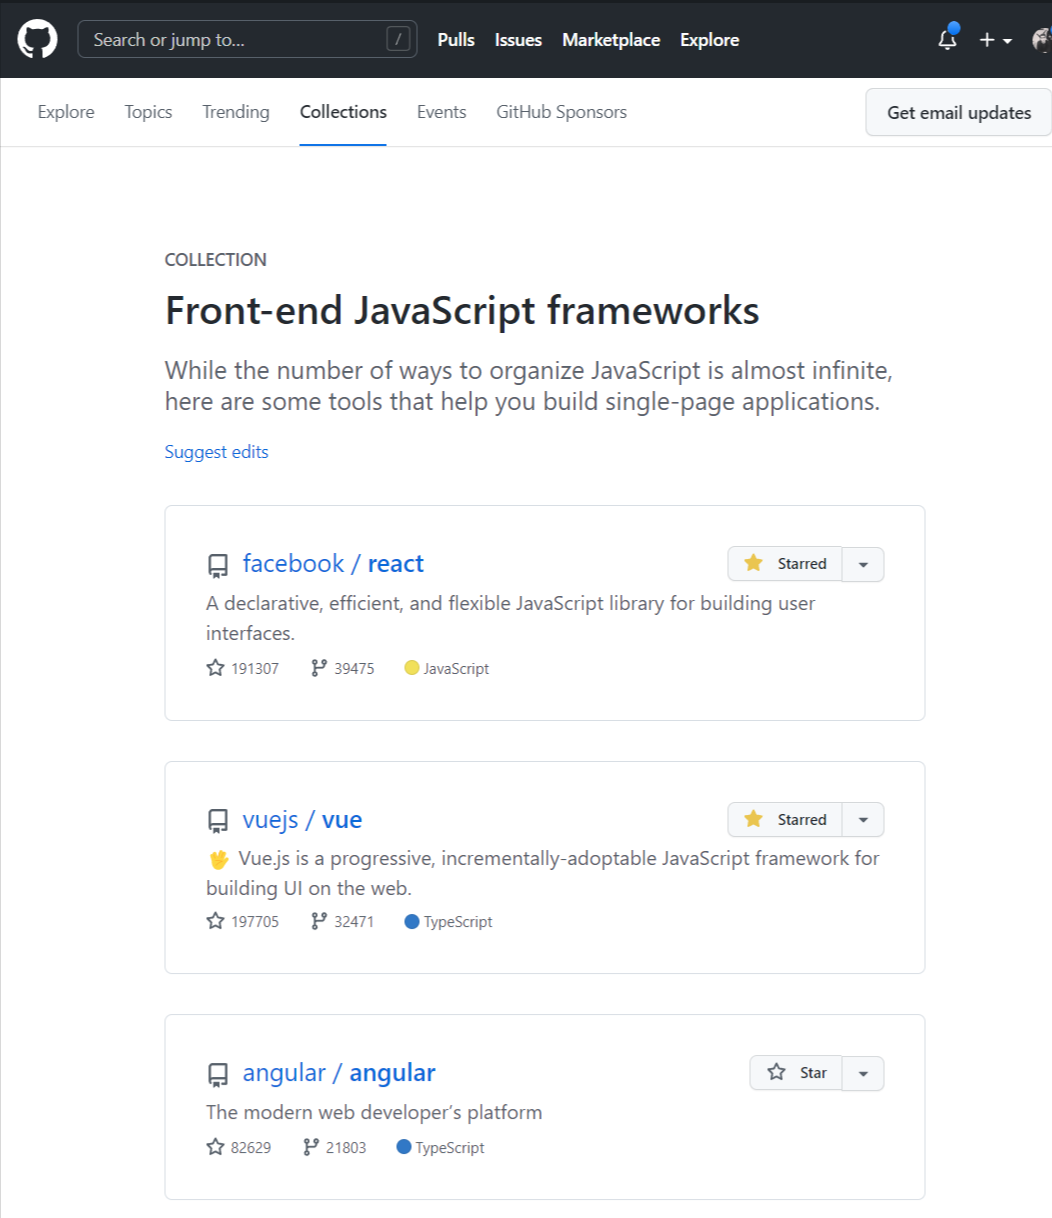 Search or jump to... /
Pulls Issues Marketplace Explore
Explore Topics Trending Collections Events GitHub Sponsors
Get email updates
COLLECTION
Front-end JavaScript frameworks
While the number of ways to organize JavaScript is almost infinite,
here are some tools that help you build single-page applications.
Suggest edits
facebook / react
Starred
A declarative, efficient, and flexible JavaScript library for building user
interfaces.
191307 39475 JavaScript
vuejs / vue
Starred
🖖 Vue.js is a progressive, incrementally-adoptable JavaScript framework for
building UI on the web.
197705 32471 TypeScript
angular / angular
Star
The modern web developer’s platform
82629 21803 TypeScript